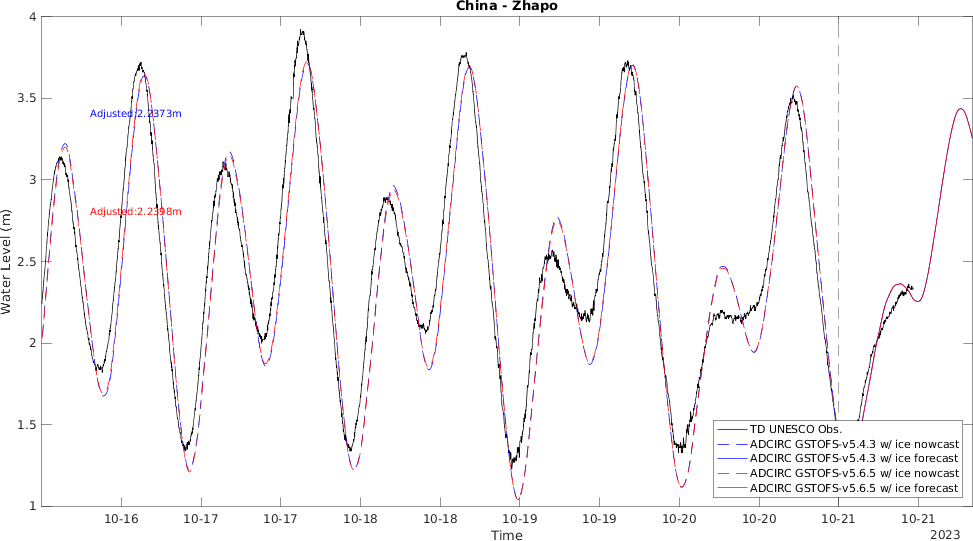 China - Zhapo
4
3.5
3
2.5
2
1.5
1
Water Level (m)
Adjusted:2.2373m
Adjusted:2.2398m
TD UNESCO Obs.
ADCIRC GSTOFS-v5.4.3 w/ ice nowcast
ADCIRC GSTOFS-v5.4.3 w/ ice forecast
ADCIRC GSTOFS-v5.6.5 w/ ice nowcast
ADCIRC GSTOFS-v5.6.5 w/ ice forecast
10-16 10-17 10-17 10-18 10-18 10-19 10-19 10-20 10-20 10-21 10-21
Time
2023